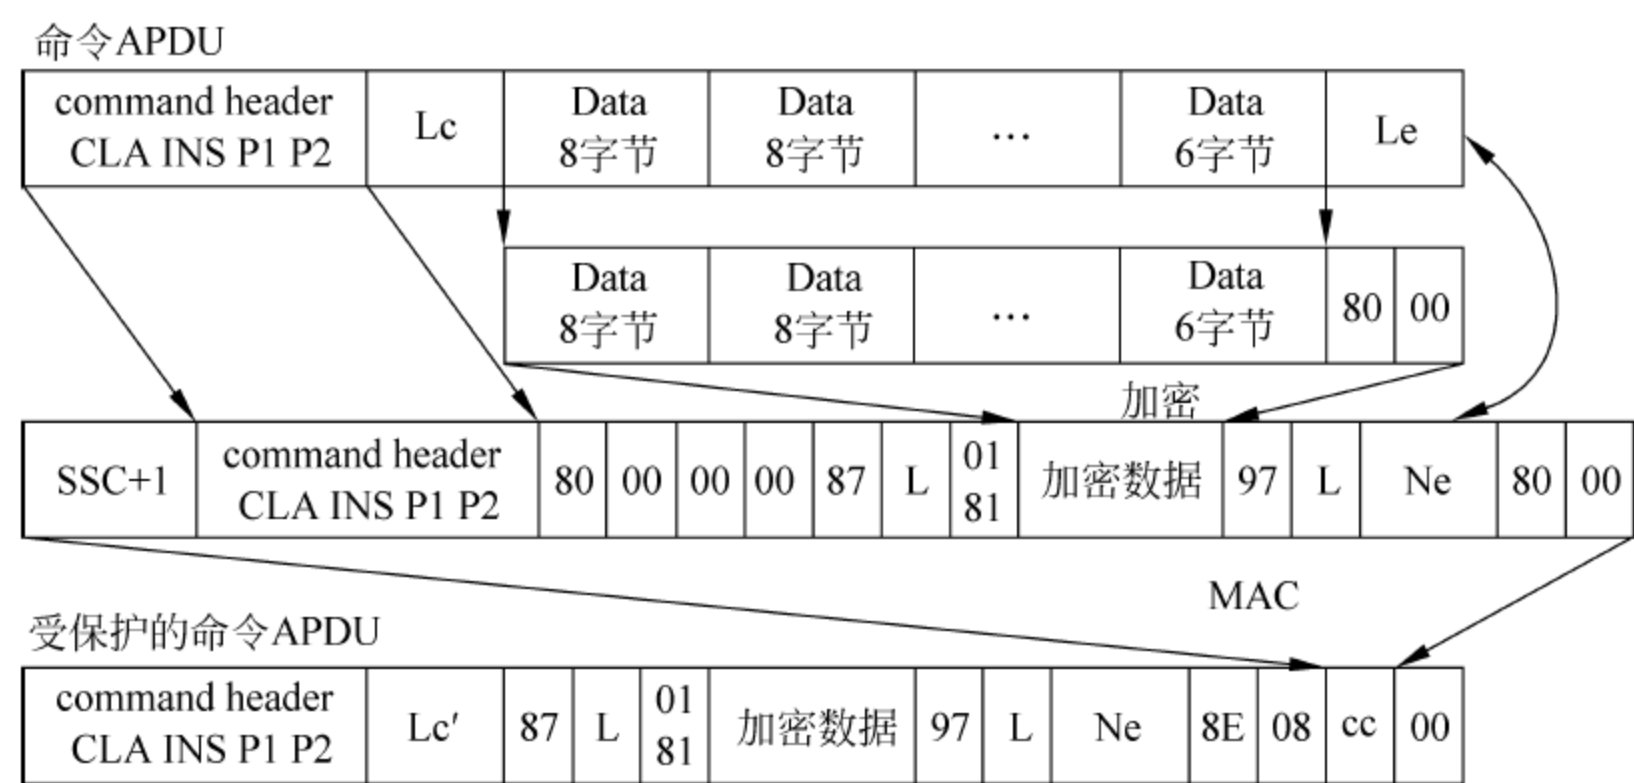 命令APDU
command header
CLA INS P1 P2
Lc
Data
8字节
Data
8字节
...
Data
6字节
Le
Data
8字节
Data
8字节
...
Data
6字节
80
00
加密
SSC+1
command header
CLA INS P1 P2
80
00
00
00
87
L
01
81
加密数据
97
L
Ne
80
00
MAC
受保护的命令APDU
command header
CLA INS P1 P2
Lc′
87
L
01
81
加密数据
97
L
Ne
8E
08
cc
00